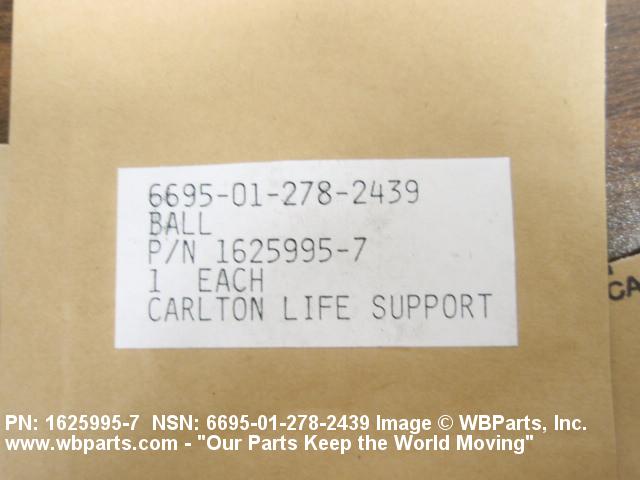 6695-01-278-2439
BALL
P/N 1625995-7
1 EACH
CARLTON LIFE SUPPORT
CA
PN: 1625995-7 NSN: 6695-01-278-2439 Image © WBParts, Inc.
www.wbparts.com - "Our Parts Keep the World Moving"